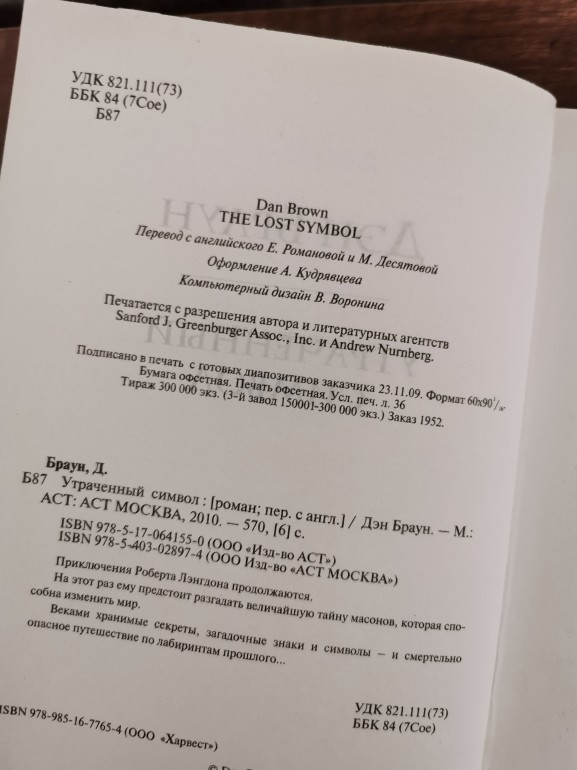 УДК 821.111(73)
ББК 84 (7Сое)
Б87
Dan Brown
THE LOST SYMBOL
Перевод с английского Е. Романовой и М. Десятовой
Оформление А. Кудрявцева
Компьютерный дизайн В. Воронина
Печатается с разрешения автора и литературных агентств
Sanford J. Greenburger Assoc., Inc. и Andrew Nurnberg.
Подписано в печать с готовых диапозитивов заказчика 23.11.09. Формат 60х90¹/₁₆.
Бумага офсетная. Печать офсетная. Усл. печ. л. 36
Тираж 300 000 экз. (3-й завод 150001-300 000 экз.) Заказ 1952.
Браун, Д.
Б87 Утраченный символ : [роман; пер. с англ.] / Дэн Браун. — М.:
АСТ: АСТ МОСКВА, 2010. — 570, [6] с.
ISBN 978-5-17-064155-0 (ООО «Изд-во АСТ»)
ISBN 978-5-403-02897-4 (ООО Изд-во «АСТ МОСКВА»)
Приключения Роберта Лэнгдона продолжаются.
На этот раз ему предстоит разгадать величайшую тайну масонов, которая спо-
собна изменить мир.
Веками хранимые секреты, загадочные знаки и символы – и смертельно
опасное путешествие по лабиринтам прошлого...
УДК 821.111(73)
ББК 84 (7Сое)
ISBN 978-985-16-7765-4 (ООО «Харвест»)
©